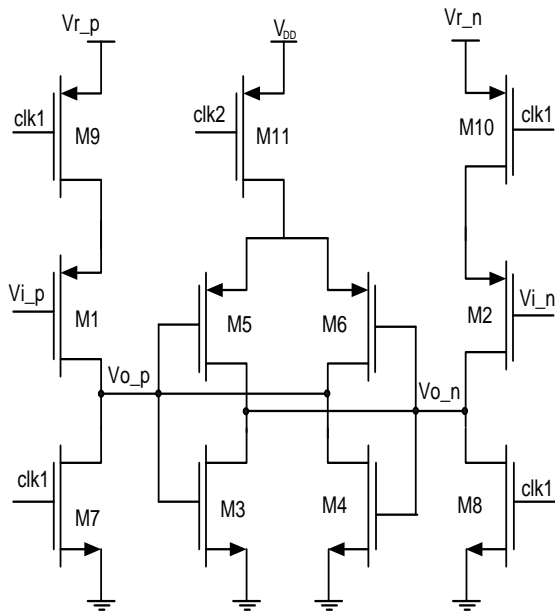 Vr_p
VDD
Vr_n
clk1
M9
clk2
M11
M10
clk1
Vi_p
M1
M5
M6
M2
Vi_n
Vo_p
Vo_n
clk1
M7
M3
M4
M8
clk1